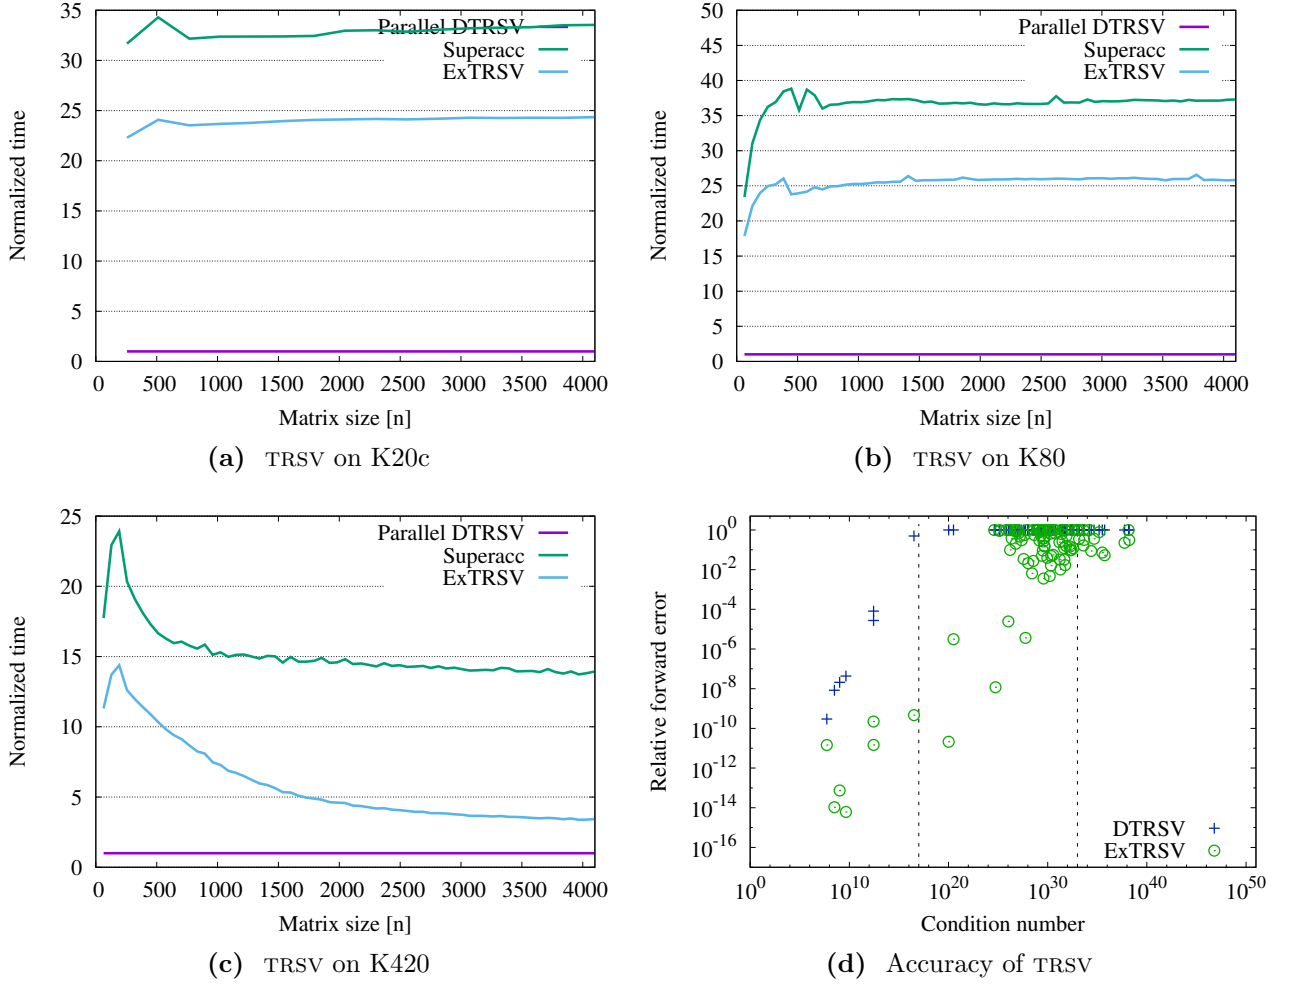 35
30
25
20
15
10
5
0
0 500 1000 1500 2000 2500 3000 3500 4000
Normalized time
Matrix size [n]
Parallel DTRSV
Superacc
ExTRSV
(a) TRSV on K20c
50
45
40
35
30
25
20
15
10
5
0
0 500 1000 1500 2000 2500 3000 3500 4000
Normalized time
Matrix size [n]
Parallel DTRSV
Superacc
ExTRSV
(b) TRSV on K80
25
20
15
10
5
0
0 500 1000 1500 2000 2500 3000 3500 4000
Normalized time
Matrix size [n]
Parallel DTRSV
Superacc
ExTRSV
(c) TRSV on K420
10^0
10^-2
10^-4
10^-6
10^-8
10^-10
10^-12
10^-14
10^-16
10^0 10^10 10^20 10^30 10^40 10^50
Relative forward error
Condition number
DTRSV
ExTRSV
(d) Accuracy of TRSV